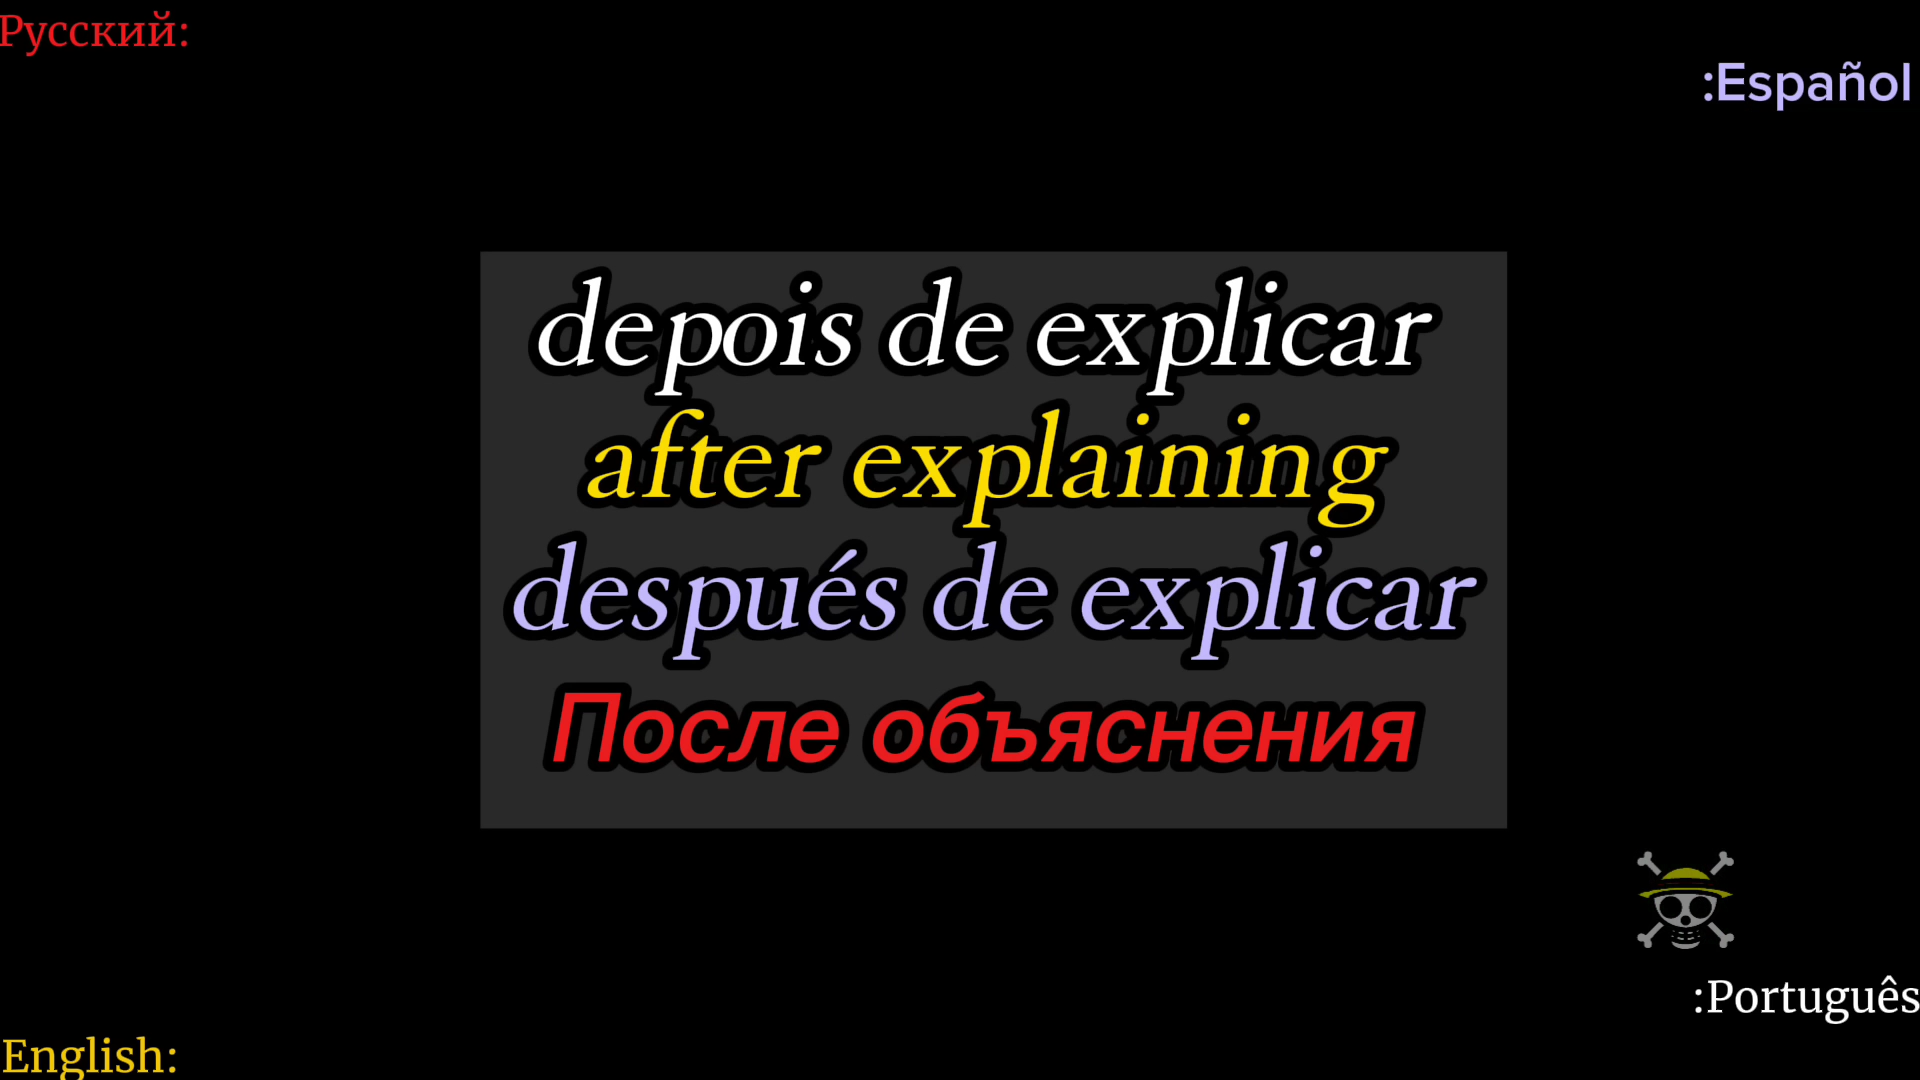 Русский:
:Español
depois de explicar
after explaining
después de explicar
После объяснения
:Português
English: